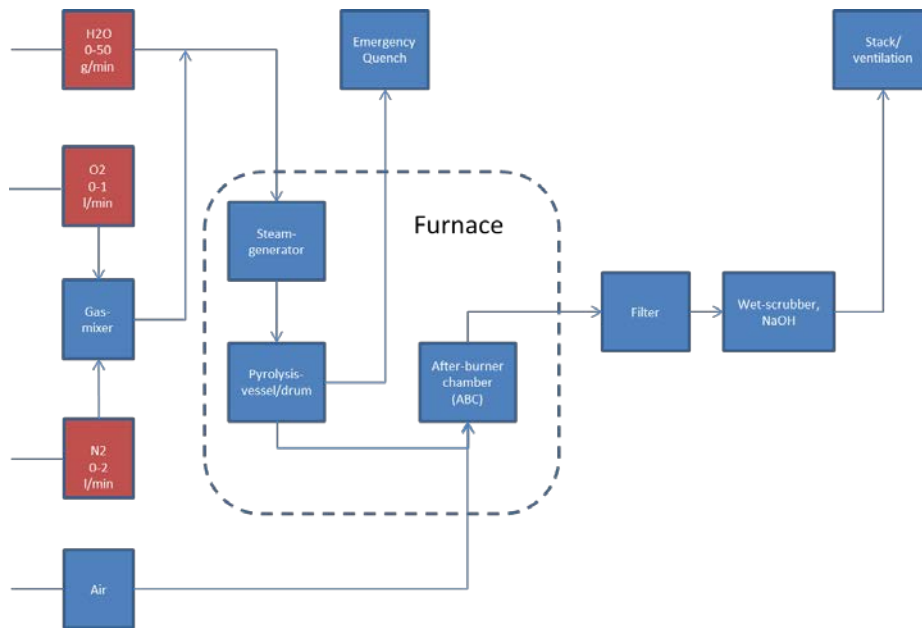 H2O
0-50
g/min
Emergency
Quench
Stack/
ventilation
O2
0-1
l/min
Steam-
generator
Furnace
Gas-
mixer
Filter
Wet-scrubber,
NaOH
Pyrolysis-
vessel/drum
After-burner
chamber
(ABC)
N2
0-2
l/min
Air